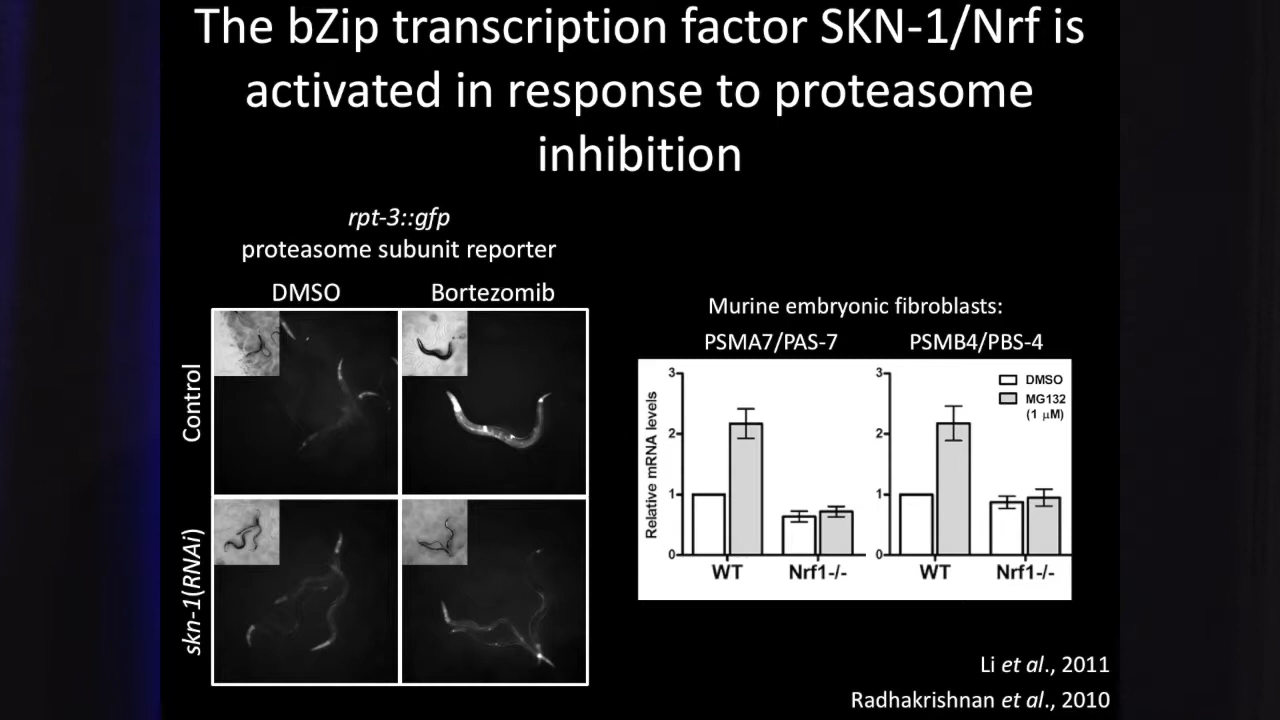 The bZip transcription factor SKN-1/Nrf is
activated in response to proteasome
inhibition
rpt-3::gfp
proteasome subunit reporter
DMSO
Bortezomib
Control
skn-1(RNAi)
Murine embryonic fibroblasts:
PSMA7/PAS-7
PSMB4/PBS-4
Relative mRNA levels
3
2
1
0
WT
Nrf1-/-
3
2
1
0
DMSO
MG132
(1 μM)
WT
Nrf1-/-
Li et al., 2011
Radhakrishnan et al., 2010